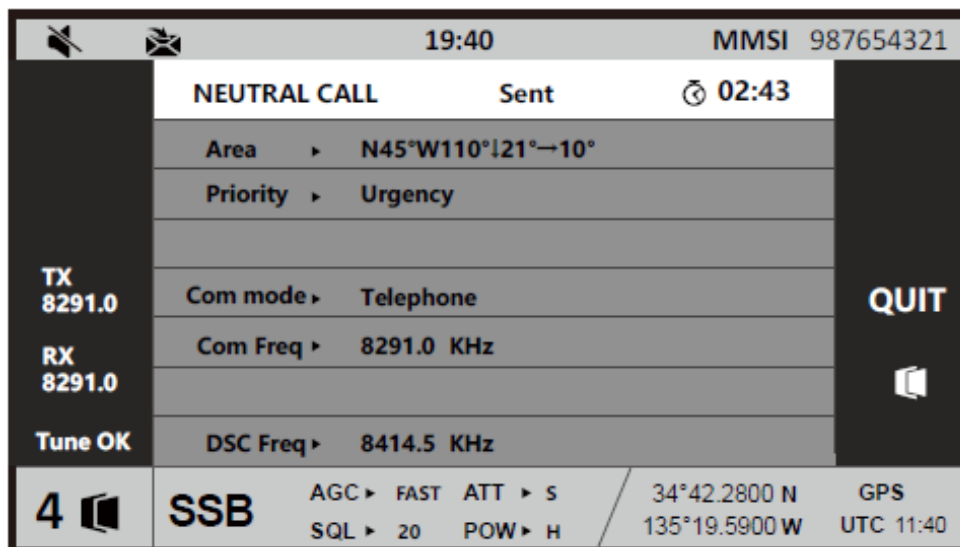 19:40 MMSI 987654321
NEUTRAL CALL Sent 02:43
Area ▸ N45°W110°↓21°→10°
Priority ▸ Urgency
TX
8291.0
Com mode ▸ Telephone
QUIT
RX
8291.0
Com Freq ▸ 8291.0 KHz
Tune OK
DSC Freq ▸ 8414.5 KHz
4 SSB
AGC ▸ FAST ATT ▸ S
SQL ▸ 20 POW ▸ H
34°42.2800 N
135°19.5900 W
GPS
UTC 11:40